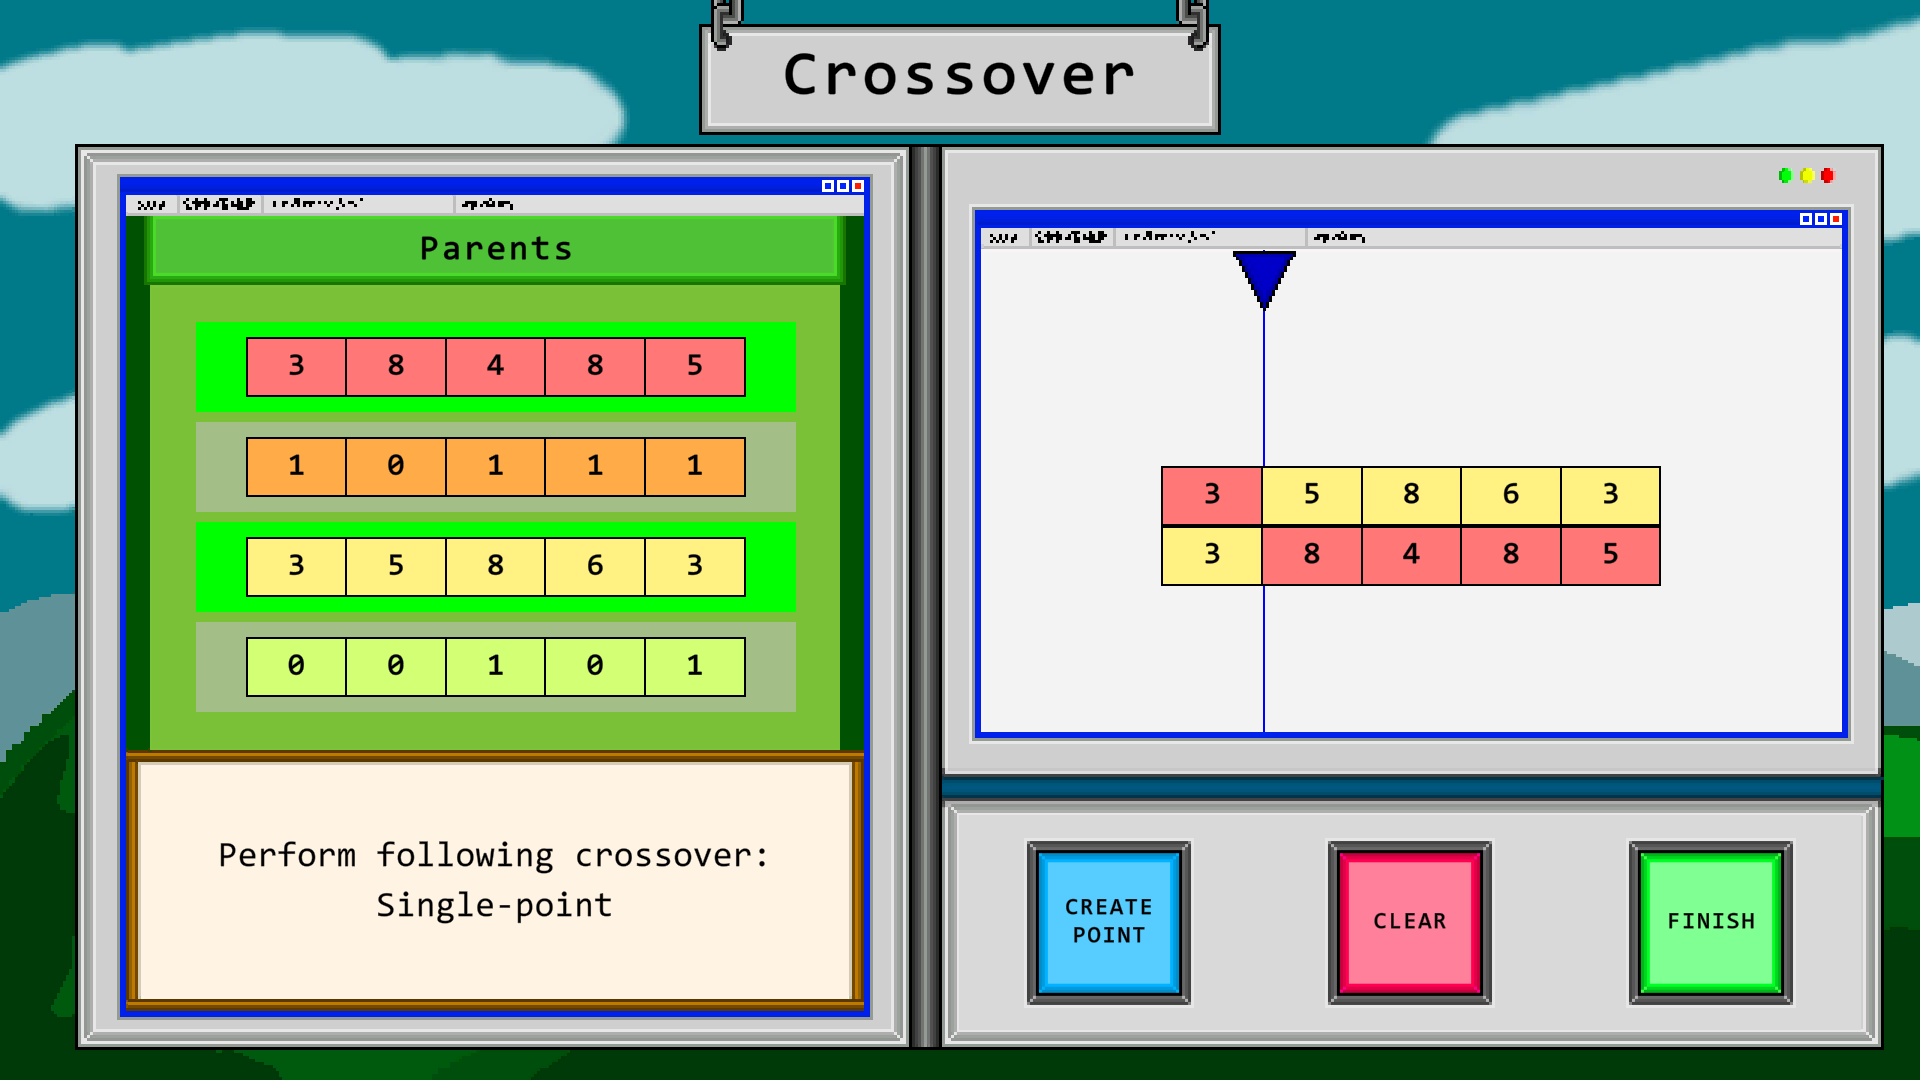 Crossover
Parents
3 8 4 8 5
1 0 1 1 1
3 5 8 6 3
0 0 1 0 1
Perform following crossover:
Single-point
3 5 8 6 3
3 8 4 8 5
CREATE
POINT
CLEAR
FINISH